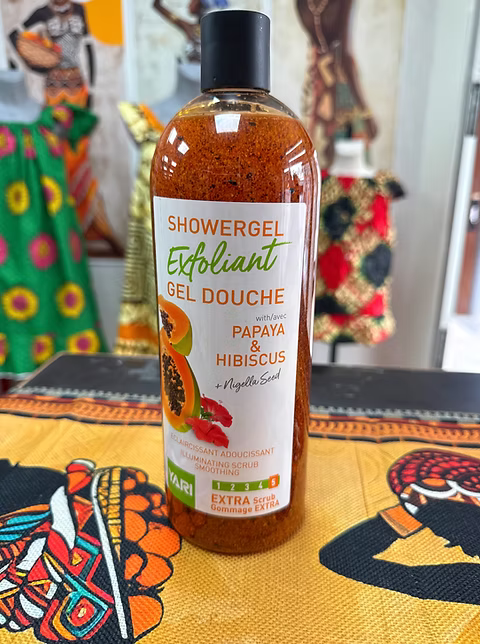 SHOWERGEL
Exfoliant
GEL DOUCHE
with/avec
PAPAYA
&
HIBISCUS
+ Nigella Seed
ECLAIRCISSANT ADOUCISSANT
ILLUMINATING SCRUB
SMOOTHING
YARI
1 2 3 4 5
EXTRA Scrub
Gommage EXTRA